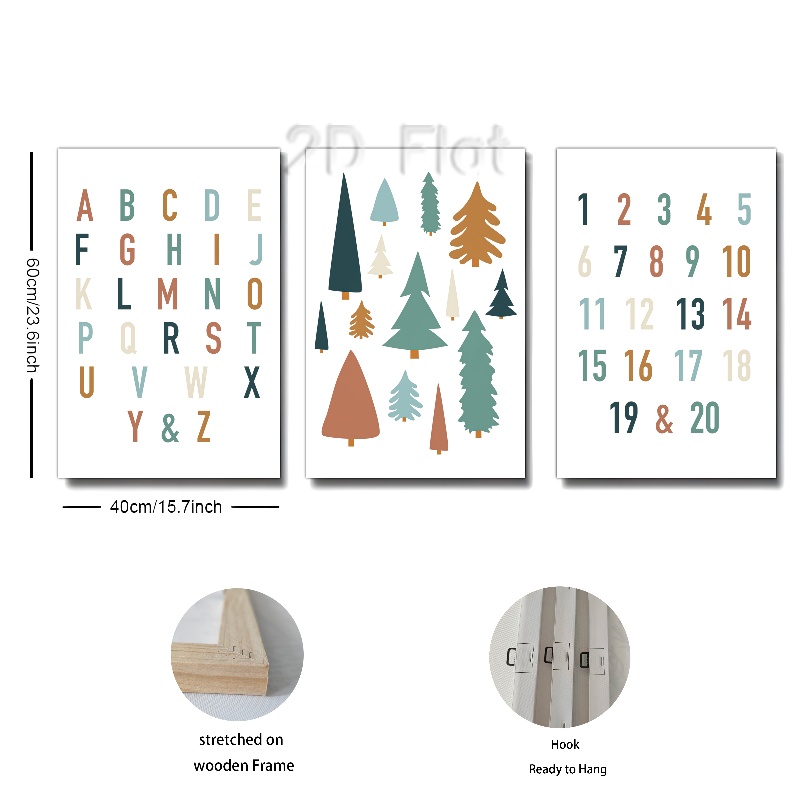 2D Flat
A B C D E
F G H I J
K L M N O
P Q R S T
U V W X
Y & Z
1 2 3 4 5
6 7 8 9 10
11 12 13 14
15 16 17 18
19 & 20
60cm/23.6inch
40cm/15.7inch
stretched on
wooden Frame
Hook
Ready to Hang